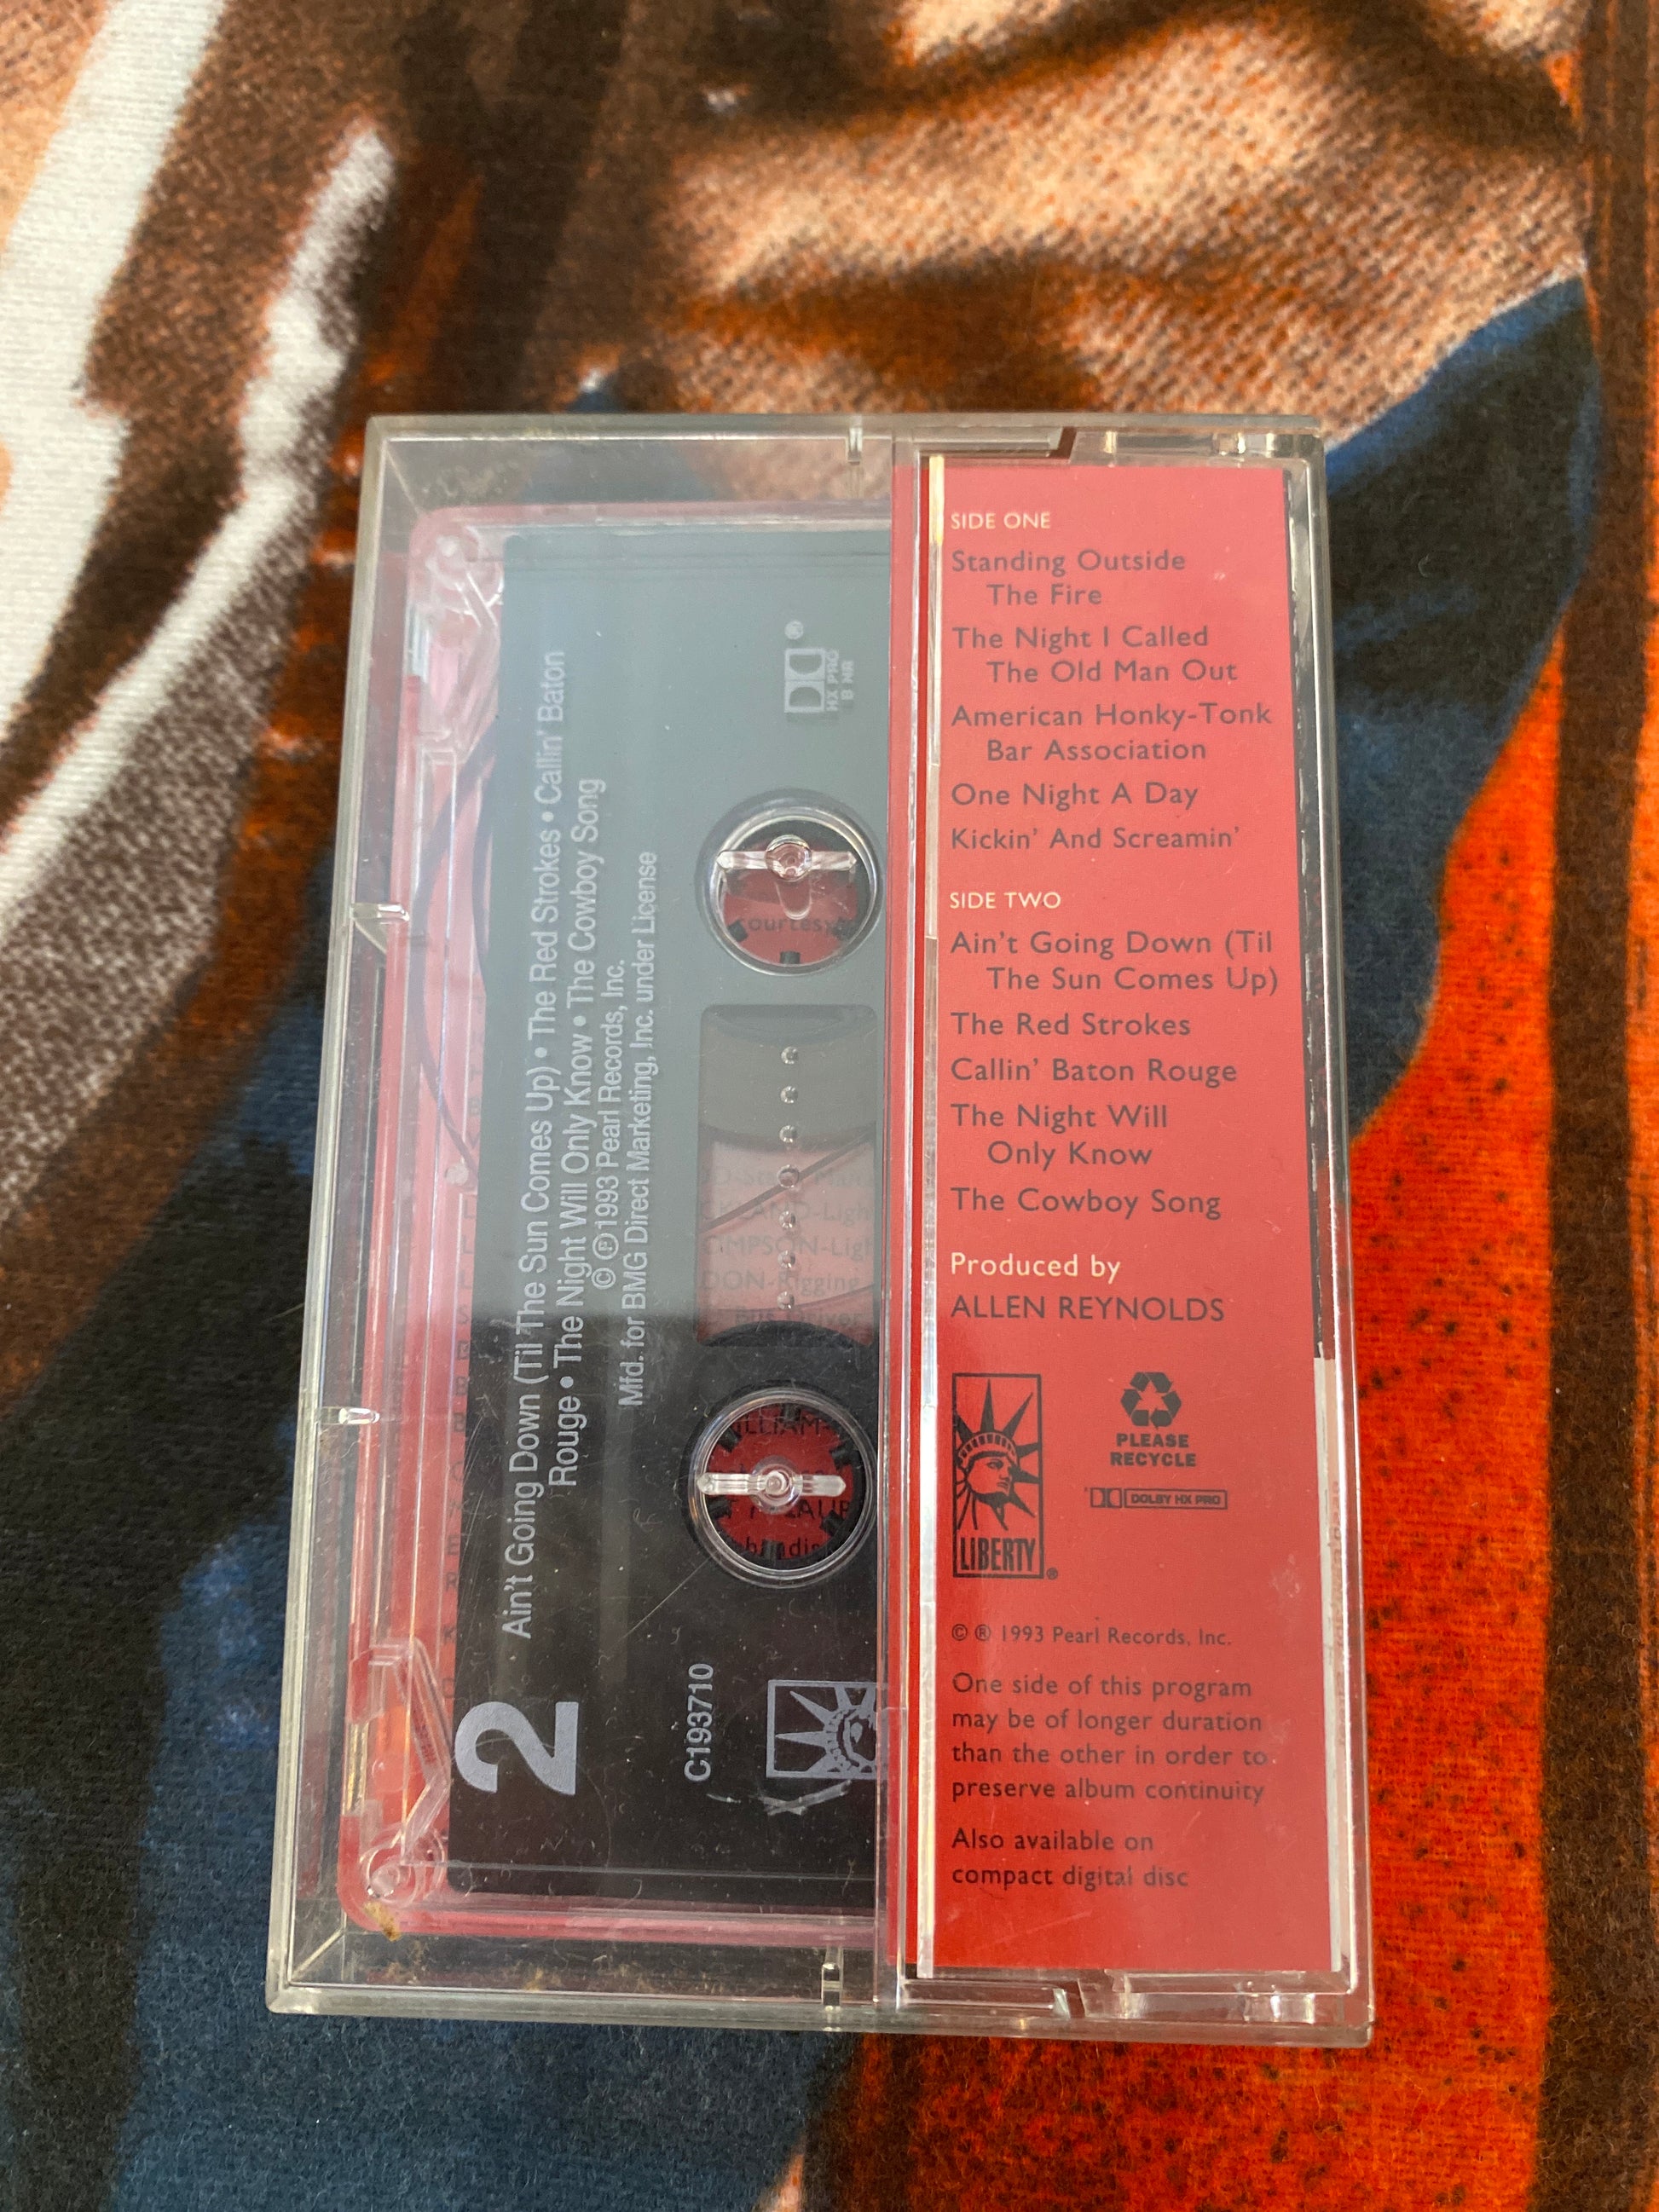 SIDE ONE
Standing Outside
The Fire
The Night I Called
The Old Man Out
American Honky-Tonk
Bar Association
One Night A Day
Kickin' And Screamin'
SIDE TWO
Ain't Going Down (Til
The Sun Comes Up)
The Red Strokes
Callin' Baton Rouge
The Night Will
Only Know
The Cowboy Song
Produced by
ALLEN REYNOLDS
LIBERTY®
PLEASE
RECYCLE
DOLBY HX PRO
© ℗ 1993 Pearl Records, Inc.
One side of this program
may be of longer duration
than the other in order to
preserve album continuity
Also available on
compact digital disc
2
Ain't Going Down (Til The Sun Comes Up) • The Red Strokes • Callin' Baton
Rouge • The Night Will Only Know • The Cowboy Song
© ℗ 1993 Pearl Records, Inc.
Mfd. for BMG Direct Marketing, Inc. under License
C193710
®
HX PRO
B NR
courtesy